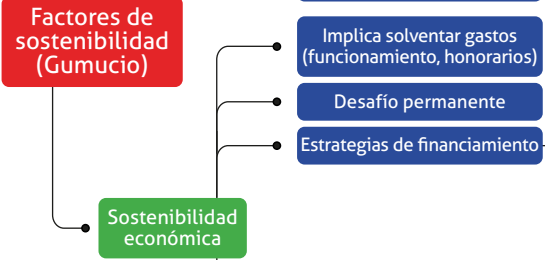 Factores de
sostenibilidad
(Gumucio)
Implica solventar gastos
(funcionamiento, honorarios)
Desafío permanente
Estrategias de financiamiento
Sostenibilidad
económica